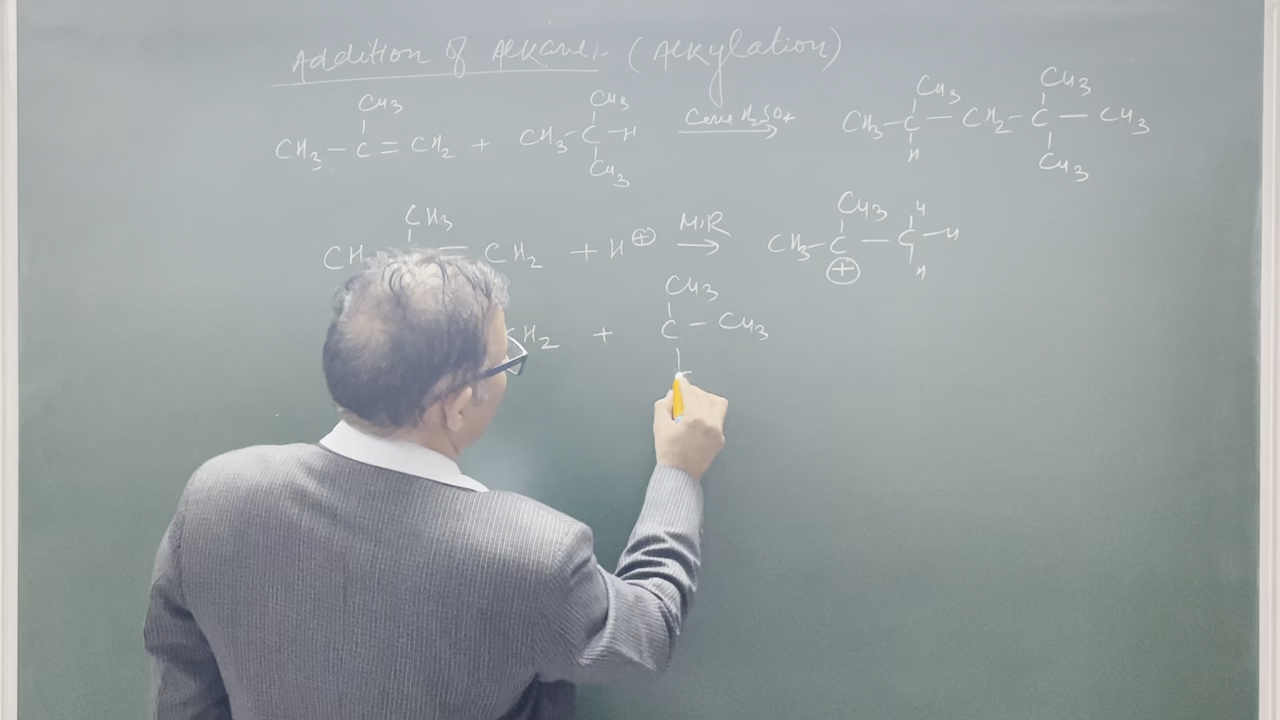 Addition of Alkanes (Alkylation)
CH3 CH3 CH3 CH3
CH3 – C = CH2 + CH3 – C – H Conc H2SO4 → CH3 – C – CH2 – C – CH3
CH3 H CH3
CH3 CH3 H
CH CH2 + H⊕ M.R → CH3 – C – C – H
⊕ H
CH3
CH2 + C – CH3